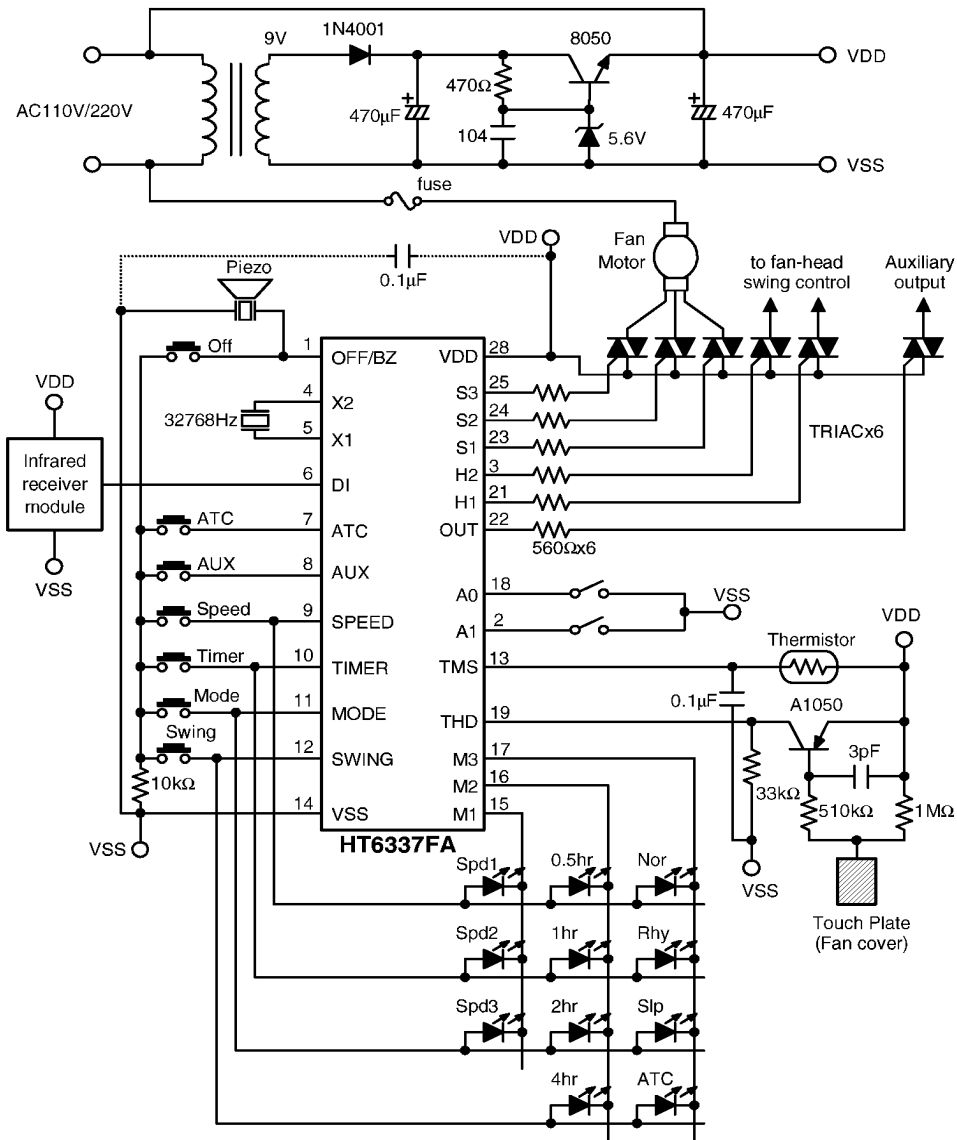 1N4001
9V
8050
VDD
470Ω
AC110V/220V
470μF
104
5.6V
470μF
VSS
fuse
VDD
Fan
Motor
to fan-head
swing control
Auxiliary
output
0.1μF
Piezo
Off
1
OFF/BZ
VDD
28
VDD
4
X2
S3
25
32768Hz
5
X1
S2
24
S1
23
TRIACx6
Infrared
receiver
module
6
DI
H2
3
H1
21
ATC
7
ATC
OUT
22
560Ωx6
VSS
AUX
8
AUX
A0
18
VSS
Speed
9
SPEED
A1
2
VDD
Timer
10
TIMER
TMS
13
Thermistor
0.1μF
A1050
Mode
11
MODE
THD
19
Swing
12
SWING
M3
17
3pF
10kΩ
M2
16
33kΩ
510kΩ
1MΩ
14
VSS
M1
15
VSS
HT6337FA
VSS
Spd1
0.5hr
Nor
Touch Plate
(Fan cover)
Spd2
1hr
Rhy
Spd3
2hr
Slp
4hr
ATC